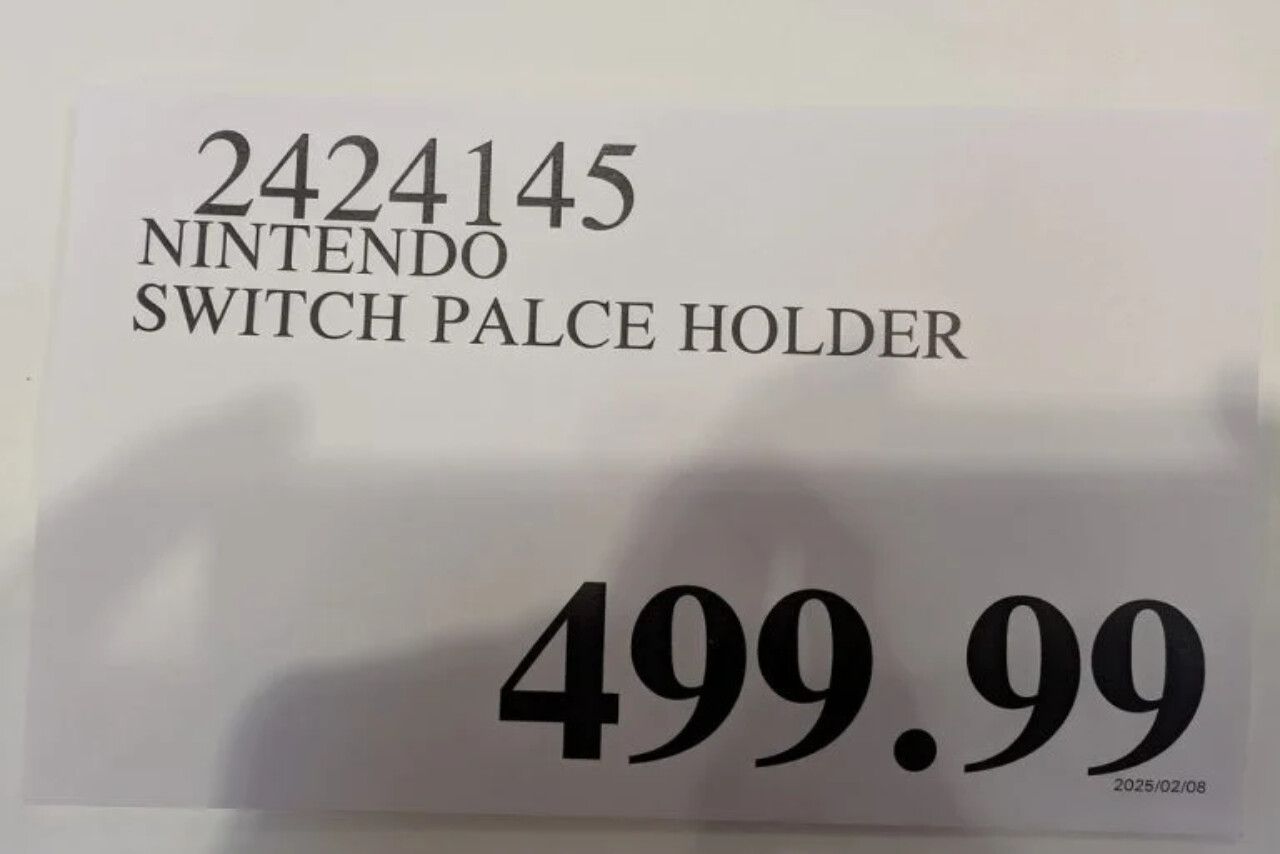 2424145
NINTENDO
SWITCH PALCE HOLDER
499.99
2025/02/08